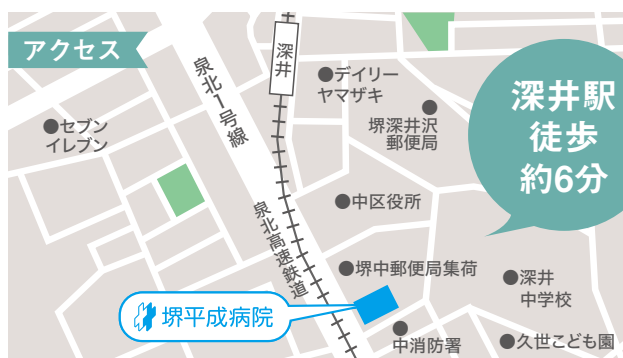 アクセス
深井
泉北1号線
●デイリー
ヤマザキ
●セブン
イレブン
●
堺深井沢
郵便局
深井駅
徒歩
約6分
●中区役所
泉北高速鉄道
●堺中郵便局集荷
●深井
中学校
堺平成病院
●
中消防署
●久世こども園